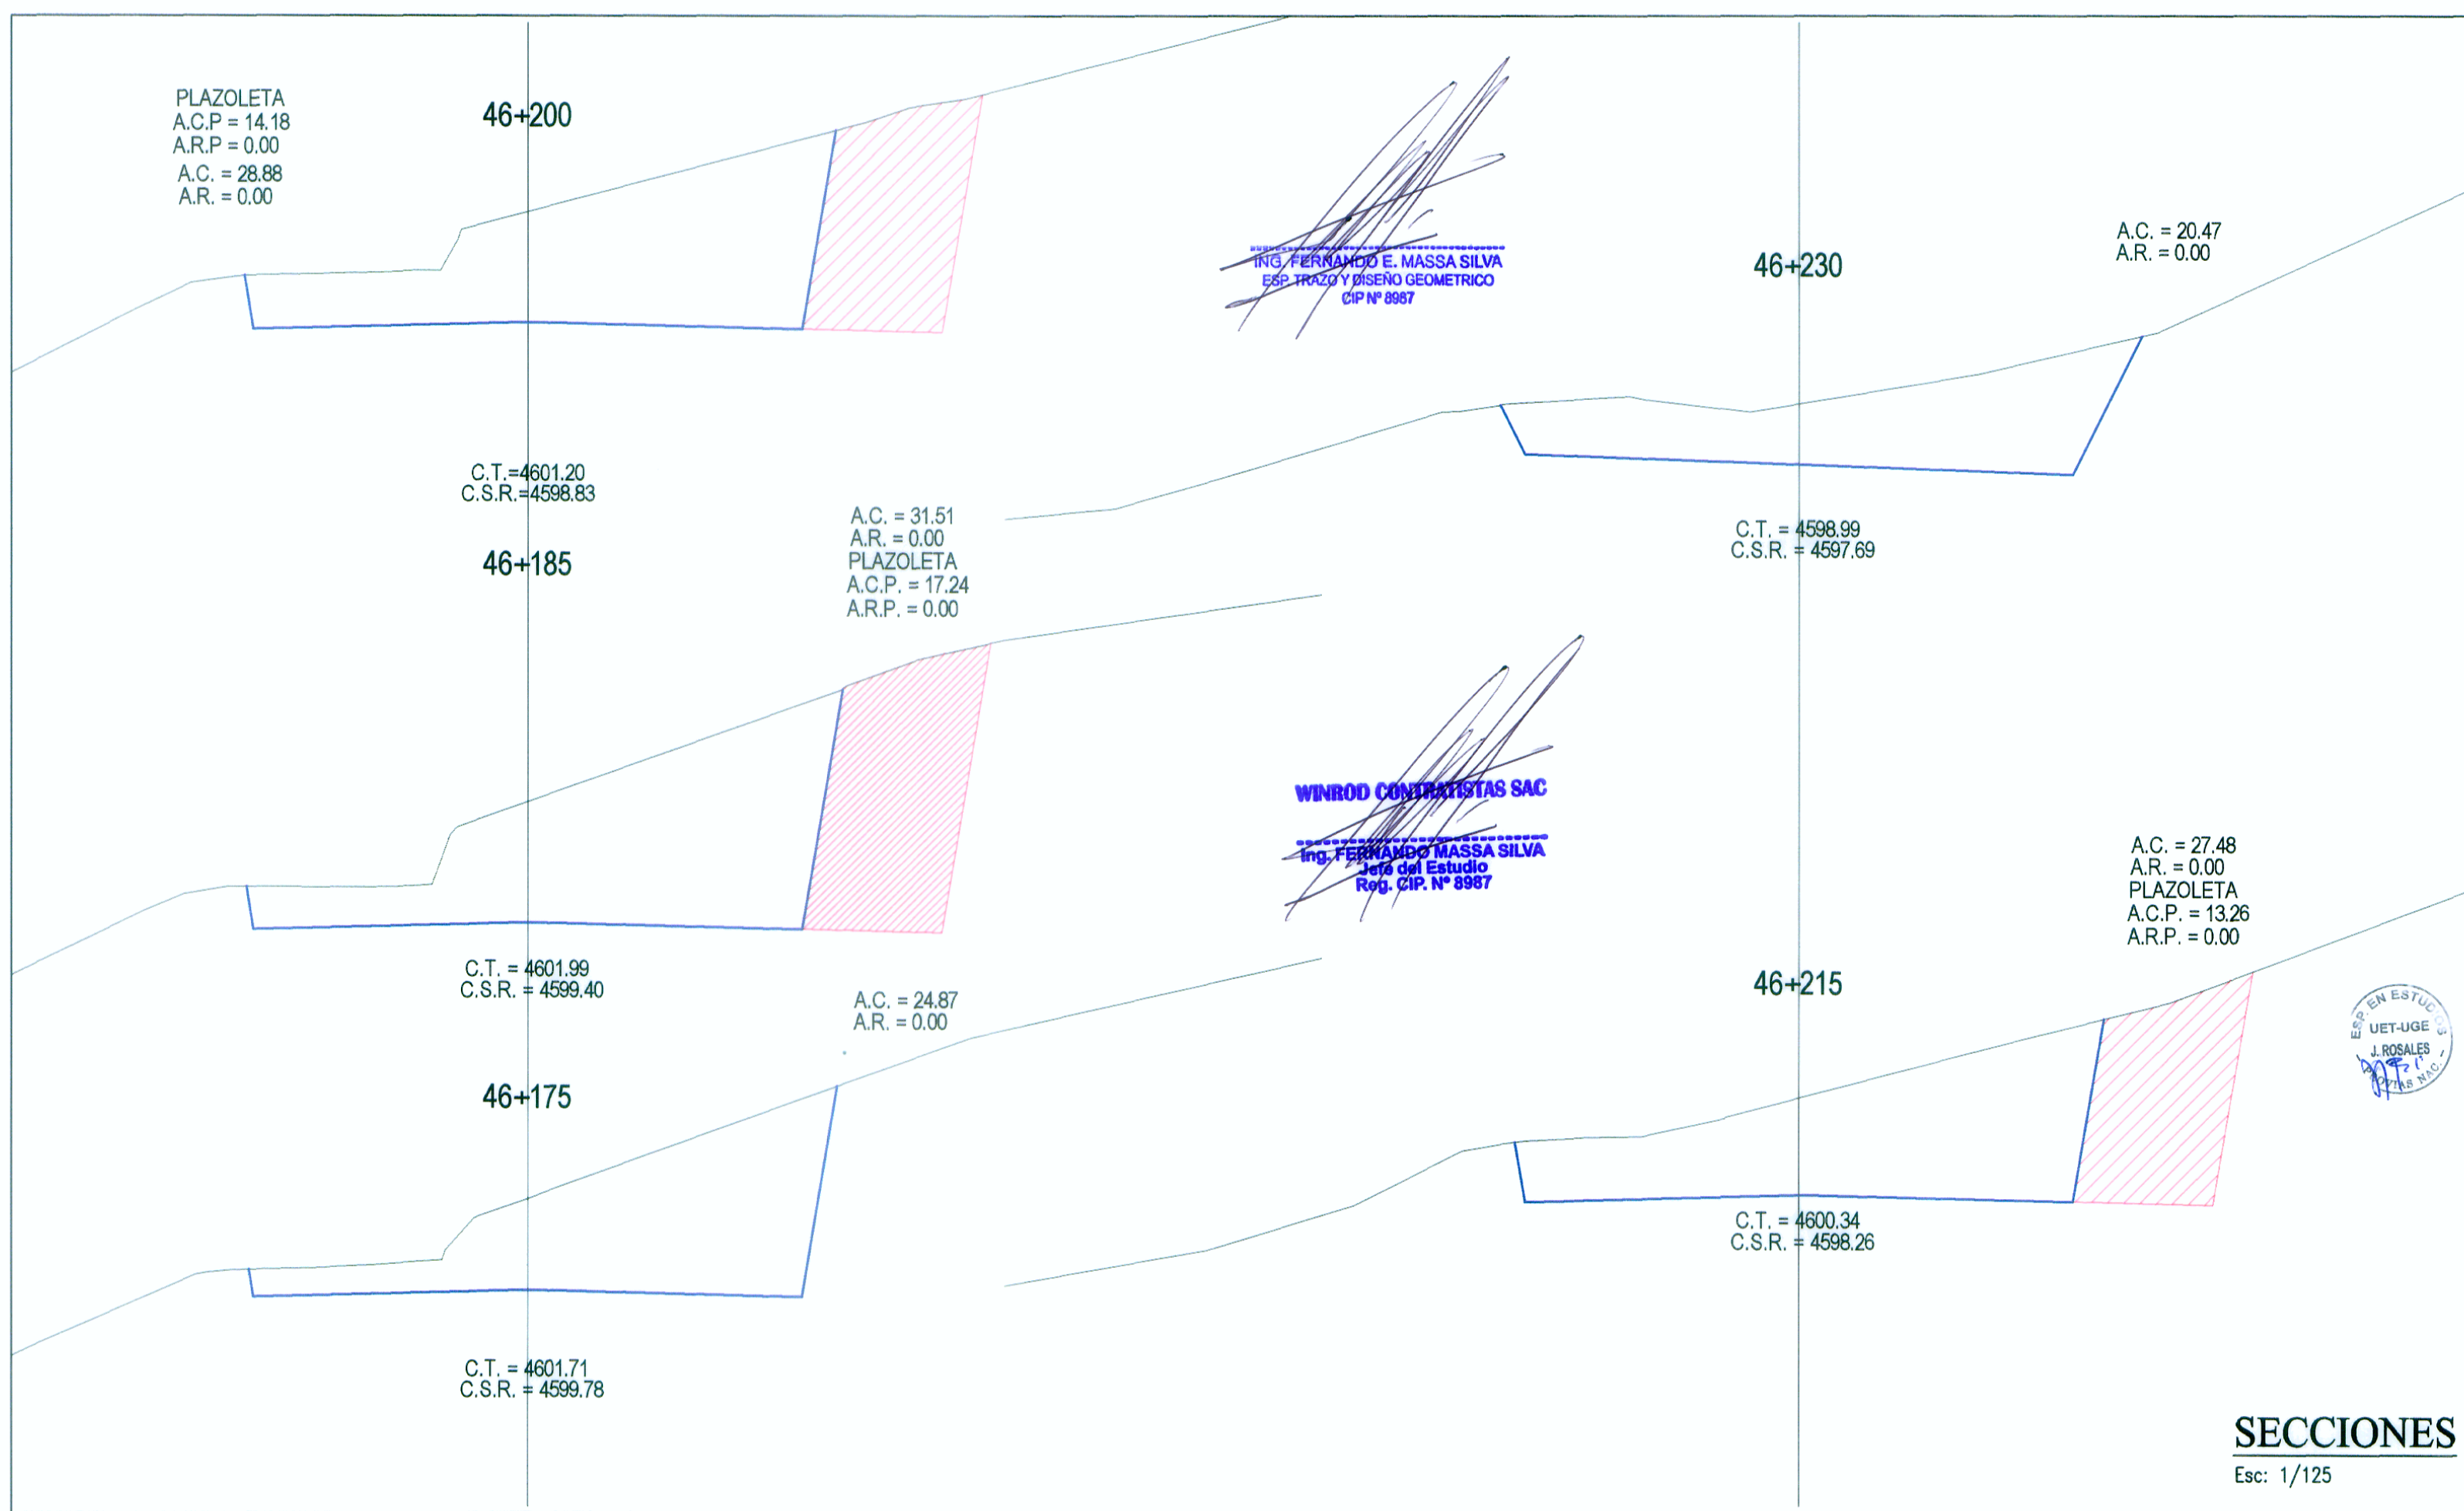 PLAZOLETA
A.C.P = 14.18
A.R.P = 0.00
A.C. = 28.88
A.R. = 0.00
46+200
C.T.=4601.20
C.S.R.=4598.83
46+185
A.C. = 31.51
A.R. = 0.00
PLAZOLETA
A.C.P. = 17.24
A.R.P. = 0.00
C.T. = 4601.99
C.S.R. = 4599.40
A.C. = 24.87
A.R. = 0.00
46+175
C.T. = 4601.71
C.S.R. = 4599.78
ING. FERNANDO E. MASSA SILVA
ESP. TRAZO Y DISEÑO GEOMETRICO
CIP Nº 8987
46+230
A.C. = 20.47
A.R. = 0.00
C.T. = 4598.99
C.S.R. = 4597.69
WINROD CONTRATISTAS SAC
Ing. FERNANDO MASSA SILVA
Jefe del Estudio
Reg. CIP. Nº 8987
A.C. = 27.48
A.R. = 0.00
PLAZOLETA
A.C.P. = 13.26
A.R.P. = 0.00
46+215
C.T. = 4600.34
C.S.R. = 4598.26
ESP. EN ESTUDIOS
UET-UGE
J. ROSALES
PROVIAS NAC.
SECCIONES
Esc: 1/125